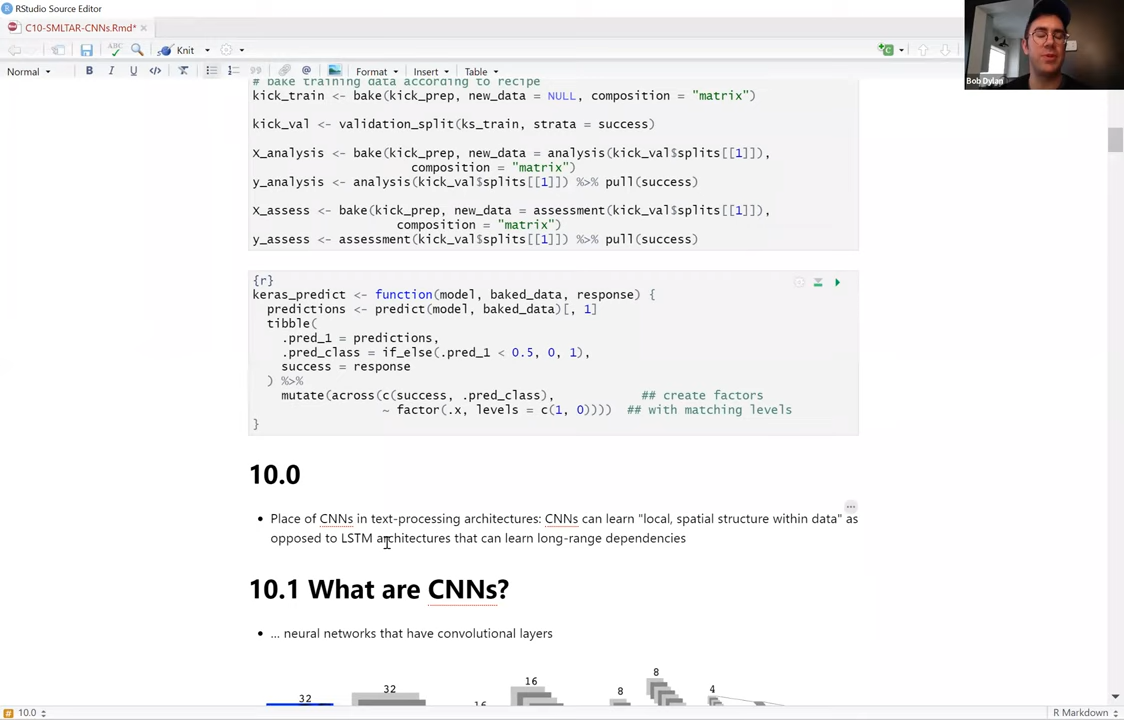 RStudio Source Editor
C10-SMLTAR-CNNs.Rmd*
Knit
Normal
B I U </>
Format
Insert
Table
Bob Dylan
# bake training data according to recipe
kick_train <- bake(kick_prep, new_data = NULL, composition = "matrix")
kick_val <- validation_split(ks_train, strata = success)
X_analysis <- bake(kick_prep, new_data = analysis(kick_val$splits[[1]]),
composition = "matrix")
y_analysis <- analysis(kick_val$splits[[1]]) %>% pull(success)
X_assess <- bake(kick_prep, new_data = assessment(kick_val$splits[[1]]),
composition = "matrix")
y_assess <- assessment(kick_val$splits[[1]]) %>% pull(success)
{r}
keras_predict <- function(model, baked_data, response) {
predictions <- predict(model, baked_data)[, 1]
tibble(
.pred_1 = predictions,
.pred_class = if_else(.pred_1 < 0.5, 0, 1),
success = response
) %>%
mutate(across(c(success, .pred_class), ## create factors
~ factor(.x, levels = c(1, 0)))) ## with matching levels
}
10.0
• Place of CNNs in text-processing architectures: CNNs can learn "local, spatial structure within data" as
opposed to LSTM architectures that can learn long-range dependencies
10.1 What are CNNs?
• ... neural networks that have convolutional layers
32 32 16 16 8 8 4
# 10.0
R Markdown